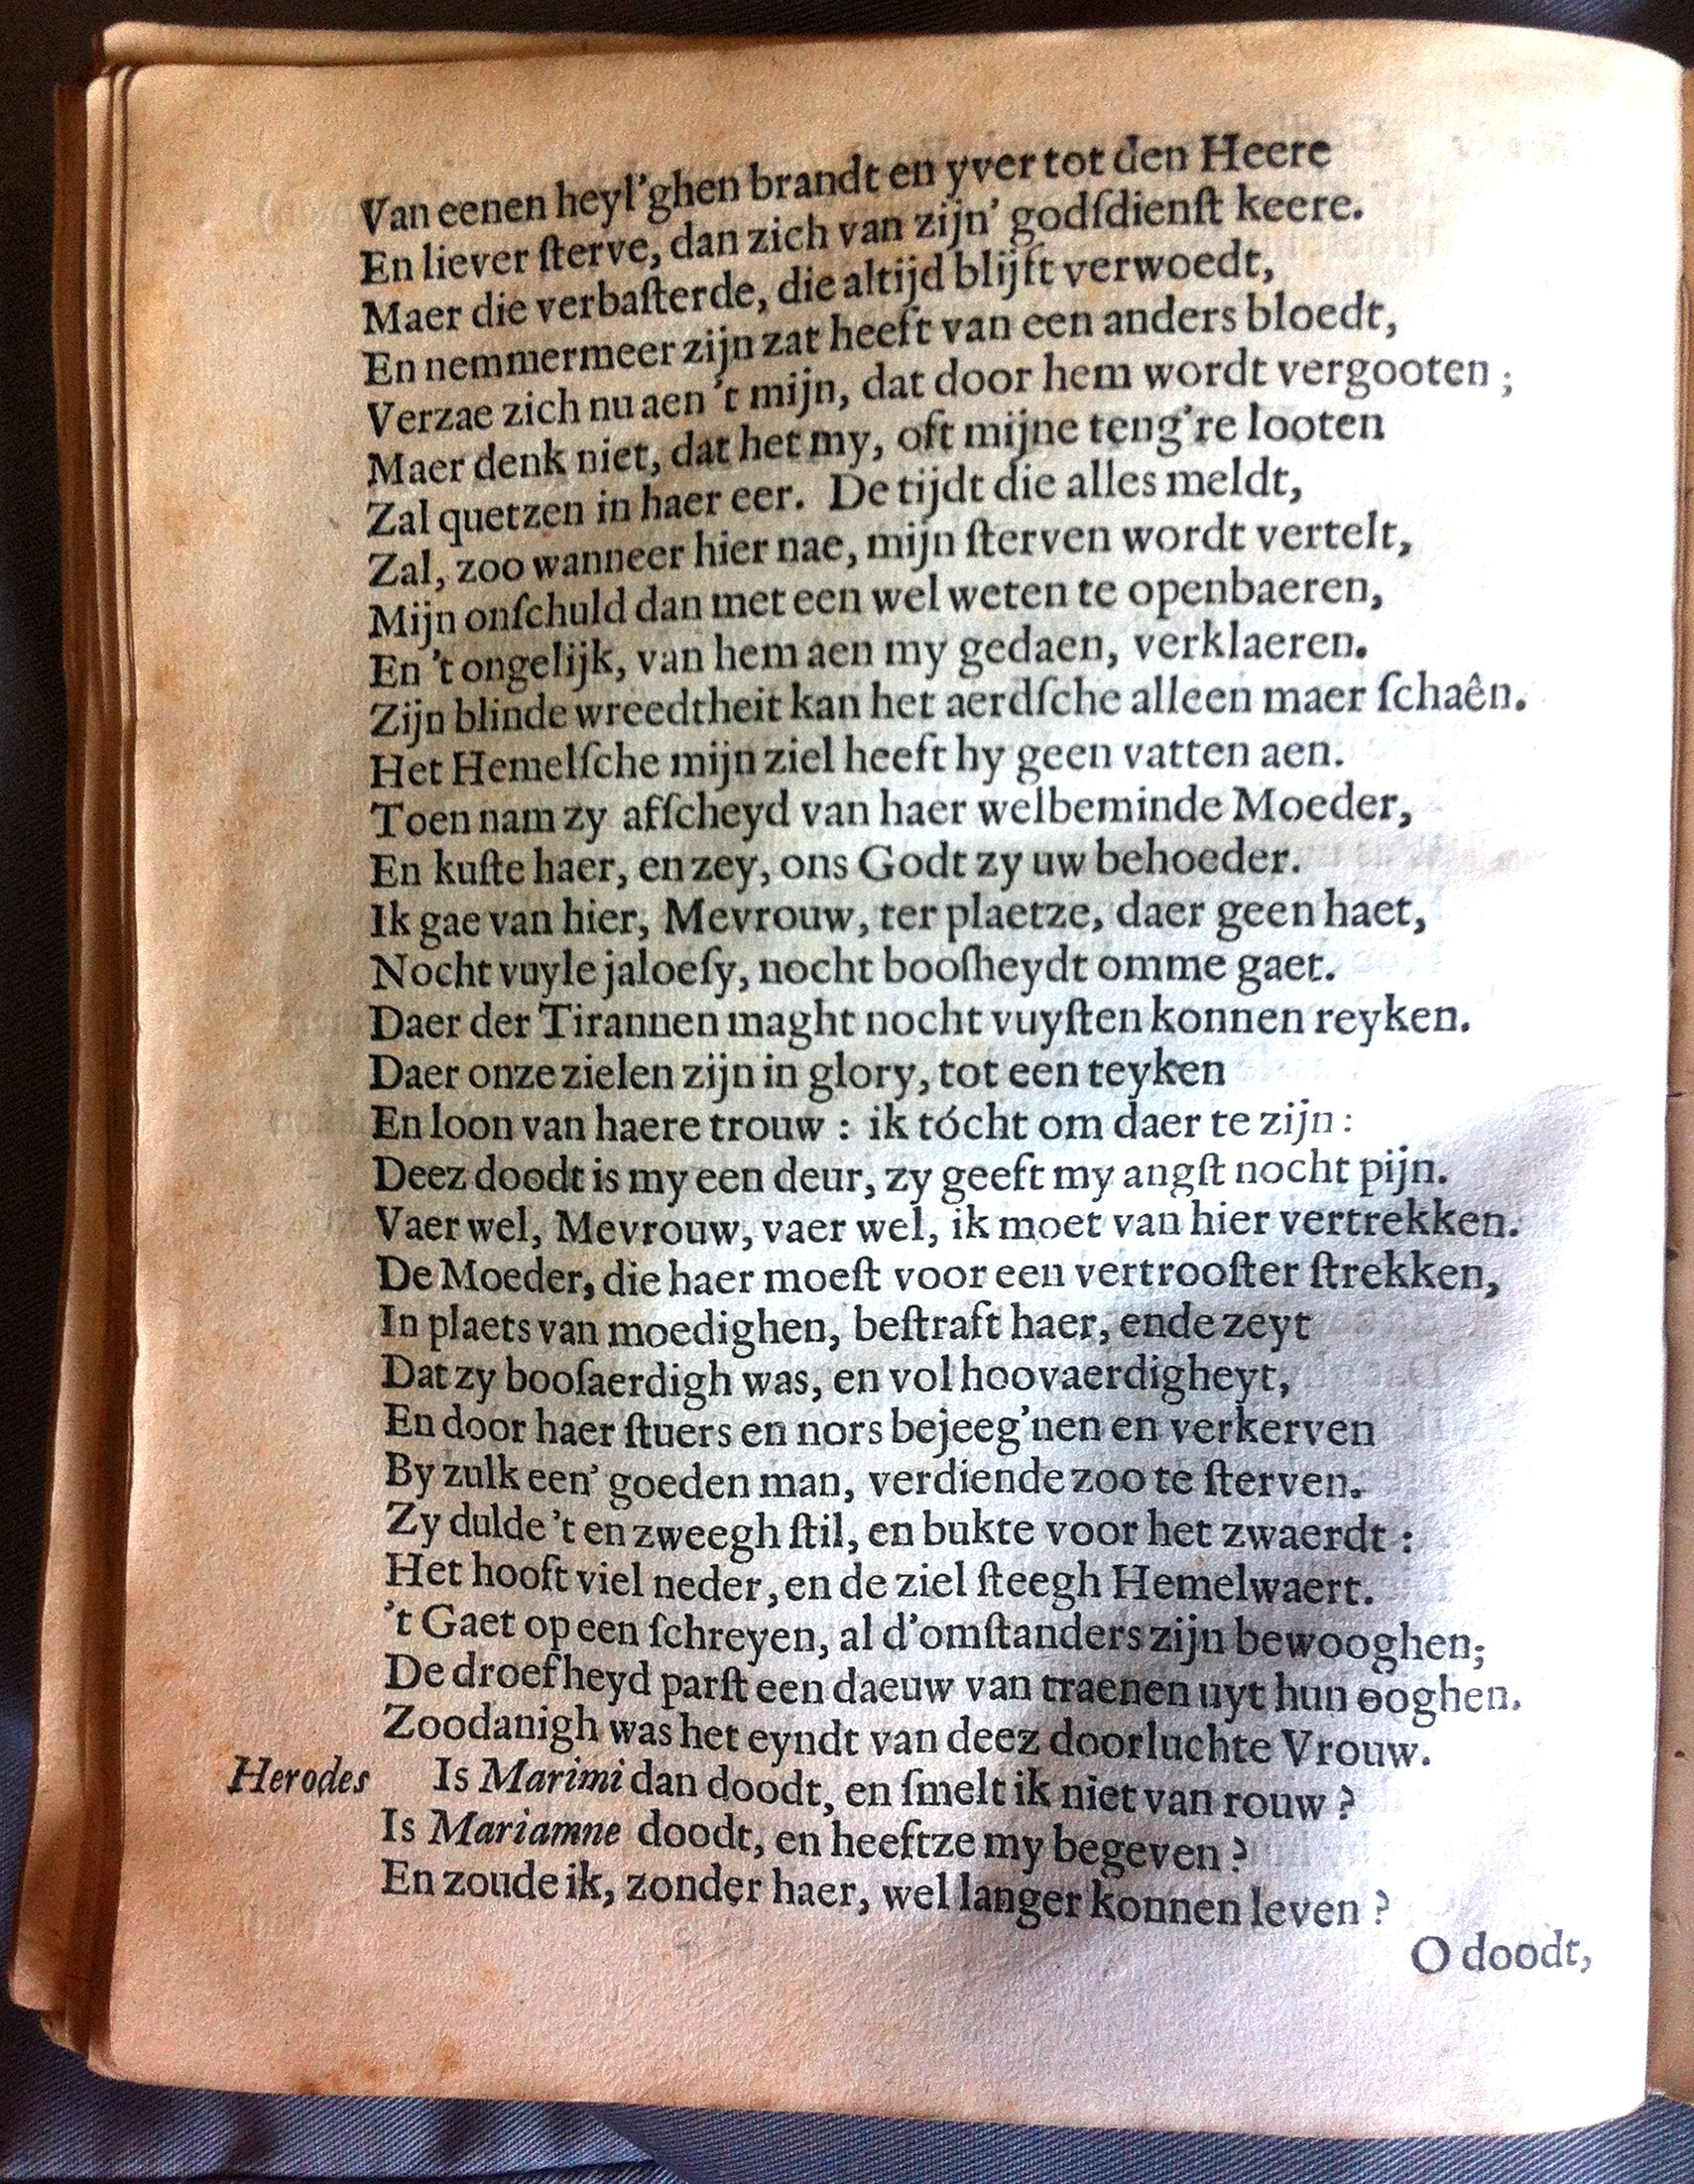 Van eenen heyl'ghen brandt en yver tot den Heere
En liever ſterve, dan zich van zijn' godſdienſt keere.
Maer die verbaſterde, die altijd blijft verwoedt,
En nemmermeer zijn zat heeft van een anders bloedt,
Verzae zich nu aen 't mijn, dat door hem wordt vergooten;
Maer denk niet, dat het my, oft mijne teng're looten
Zal quetzen in haer eer. De tijdt die alles meldt,
Zal, zoo wanneer hier nae, mijn ſterven wordt vertelt,
Mijn onſchuld dan met een wel weten te openbaeren,
En 't ongelijk, van hem aen my gedaen, verklaeren.
Zijn blinde wreedtheit kan het aerdſche alleen maer ſchaên.
Het Hemelſche mijn ziel heeft hy geen vatten aen.
Toen nam zy afſcheyd van haer welbeminde Moeder,
En kuſte haer, en zey, ons Godt zy uw behoeder.
Ik gae van hier, Mevrouw, ter plaetze, daer geen haet,
Nocht vuyle jaloeſy, nocht booſheydt omme gaet.
Daer der Tirannen maght nocht vuyſten konnen reyken.
Daer onze zielen zijn in glory, tot een teyken
En loon van haere trouw: ik tócht om daer te zijn:
Deez doodt is my een deur, zy geeft my angſt nocht pijn.
Vaer wel, Mevrouw, vaer wel, ik moet van hier vertrekken.
De Moeder, die haer moeſt voor een vertrooſter ſtrekken,
In plaets van moedighen, beſtraft haer, ende zeyt
Dat zy booſaerdigh was, en vol hoovaerdigheyt,
En door haer ſtuers en nors bejeeg'nen en verkerven
By zulk een' goeden man, verdiende zoo te ſterven.
Zy dulde 't en zweegh ſtil, en bukte voor het zwaerdt:
Het hooft viel neder, en de ziel ſteegh Hemelwaert.
't Gaet op een ſchreyen, al d'omſtanders zijn bewooghen;
De droefheyd parſt een daeuw van traenen uyt hun ooghen.
Zoodanigh was het eyndt van deez doorluchte Vrouw.
Herodes Is Marimi dan doodt, en ſmelt ik niet van rouw?
Is Mariamne doodt, en heeftze my begeven?
En zoude ik, zonder haer, wel langer konnen leven?
O doodt,